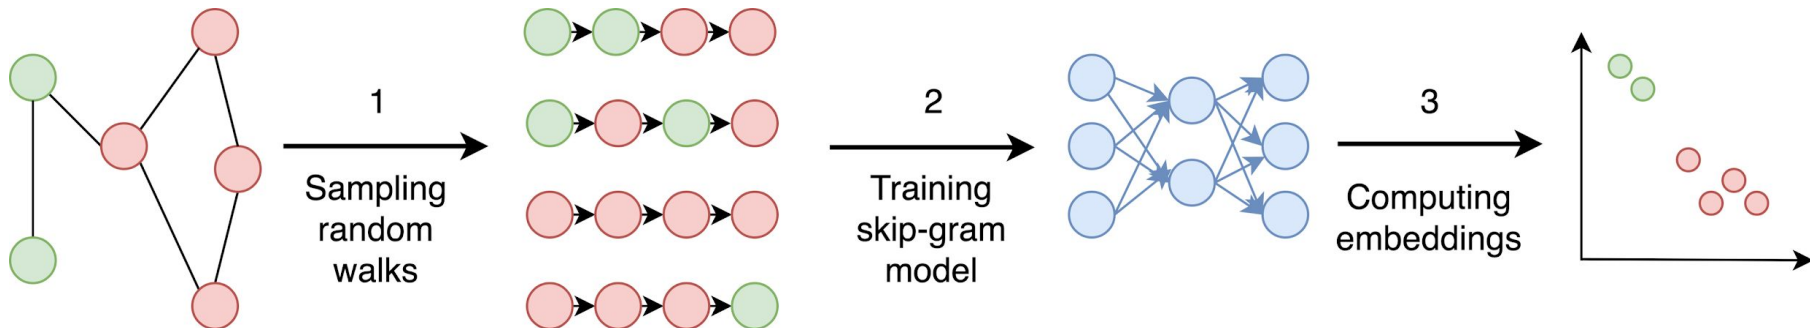 1
Sampling
random
walks
2
Training
skip-gram
model
3
Computing
embeddings